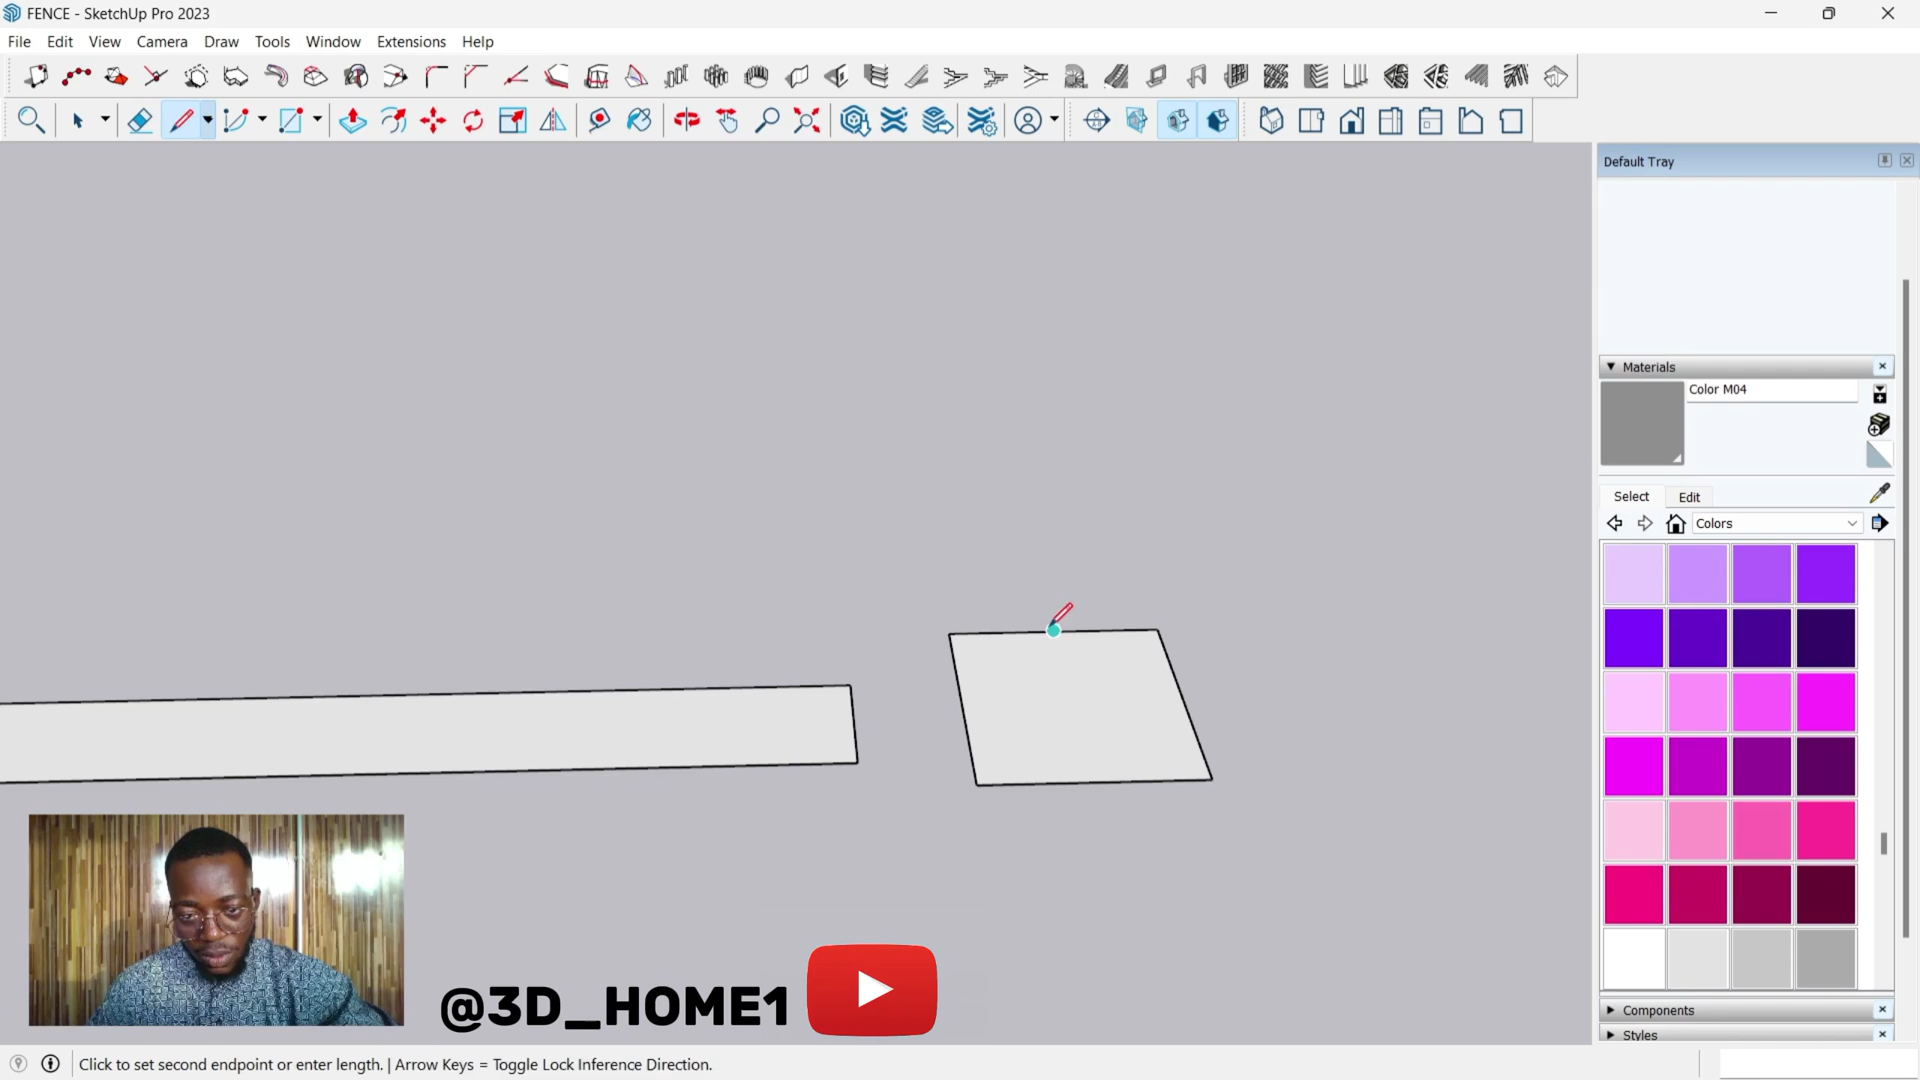 FENCE - SketchUp Pro 2023
File Edit View Camera Draw Tools Window Extensions Help
Default Tray
Materials
Color M04
Select Edit
Colors
@3D_HOME1
Components
Styles
Click to set second endpoint or enter length. | Arrow Keys = Toggle Lock Inference Direction.